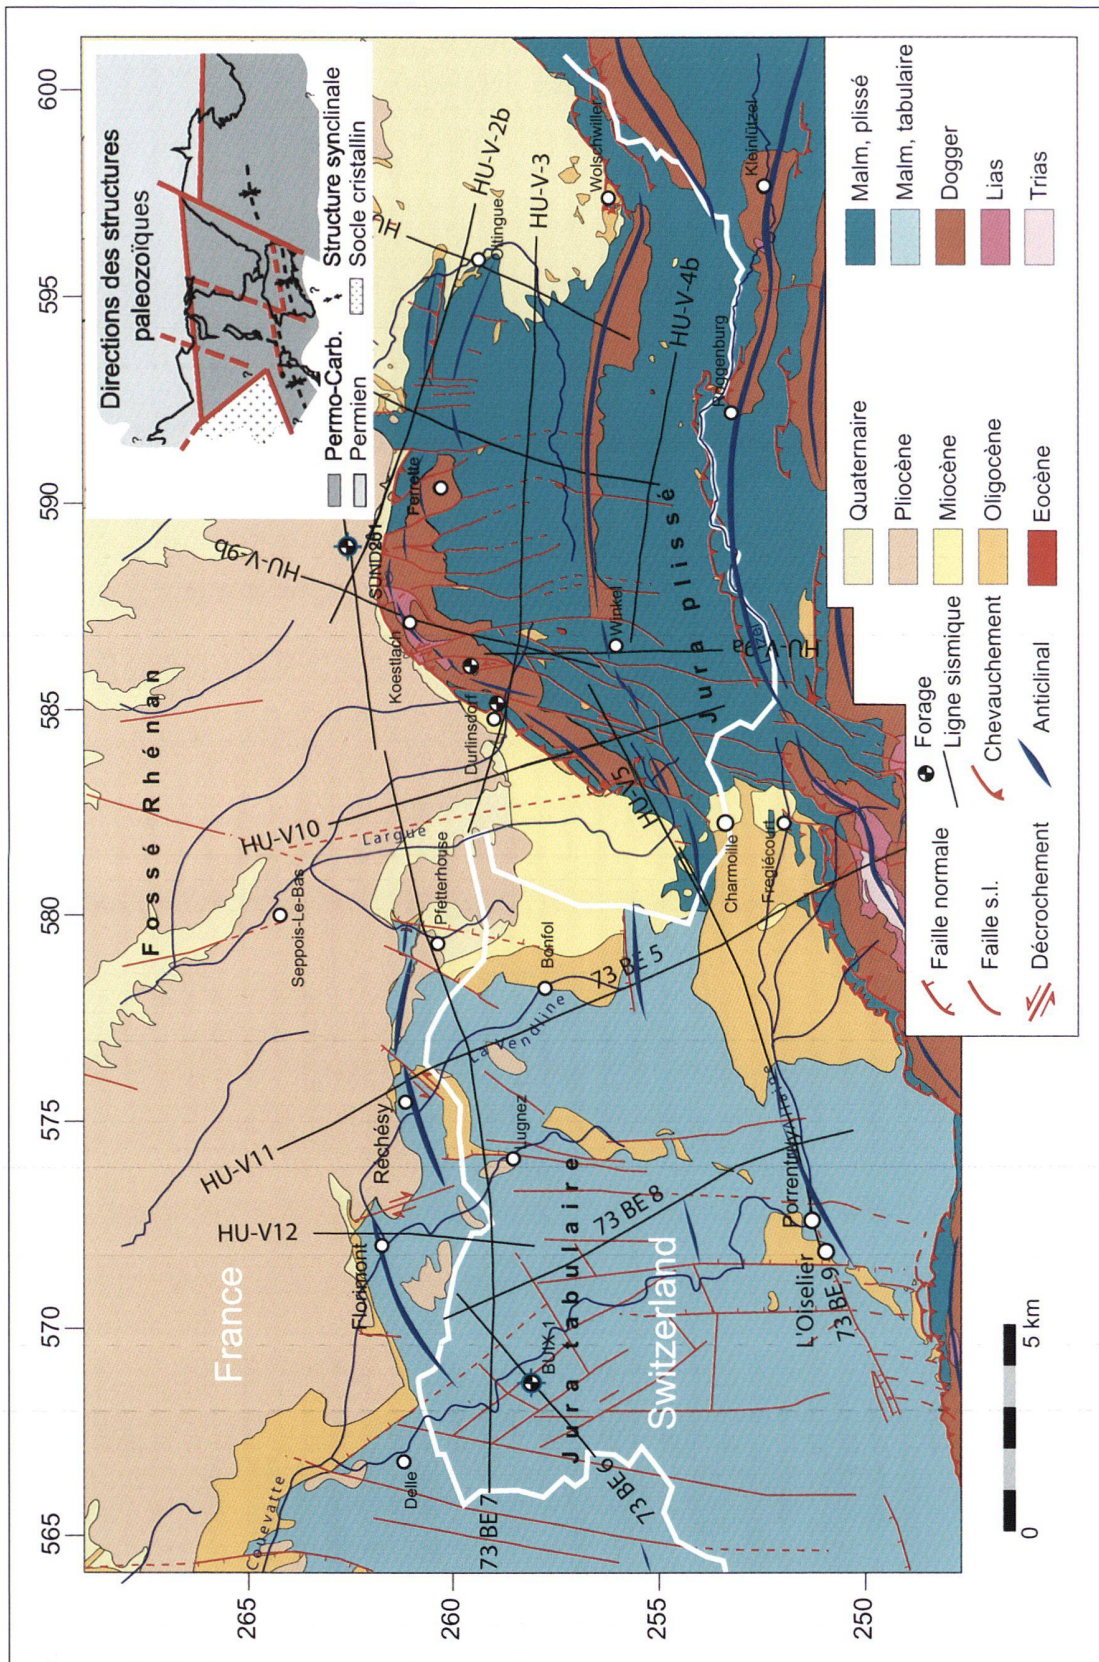 565
570
575
580
585
590
595
600
265
260
255
250
Directions des structures
paleozoïques
Permo-Carb.
Permien
Structure synclinale
Socle cristallin
?
?
?
?
France
Switzerland
Fossé Rhénan
Jura tabulaire
Jura plissé
Couevatte
Delle
Florimont
Réchésy
Seppois-Le-Bas
Largue
Pfetterhouse
Bonfol
La Vendline
Lugnez
BUIX-1
Porrentruy
L'Oiselier
Allaine
Charmoille
Fregiécourt
Durlinsdorf
Koestlach
Ferrette
Winkel
Oltingue
Wolschwiller
Roggenburg
Kleinlützel
HU-V12
HU-V11
HU-V10
HU-V-9b
HU-V-9a
HU-V5
HU-V-2b
HU-V-3
HU-V-4b
HU
73 BE 7
73 BE 6
73 BE 8
73 BE 5
73 BE 9
0
5 km
Faille normale
Faille s.l.
Décrochement
Forage
Ligne sismique
Chevauchement
Anticlinal
Quaternaire
Pliocène
Miocène
Oligocène
Eocène
Malm, plissé
Malm, tabulaire
Dogger
Lias
Trias